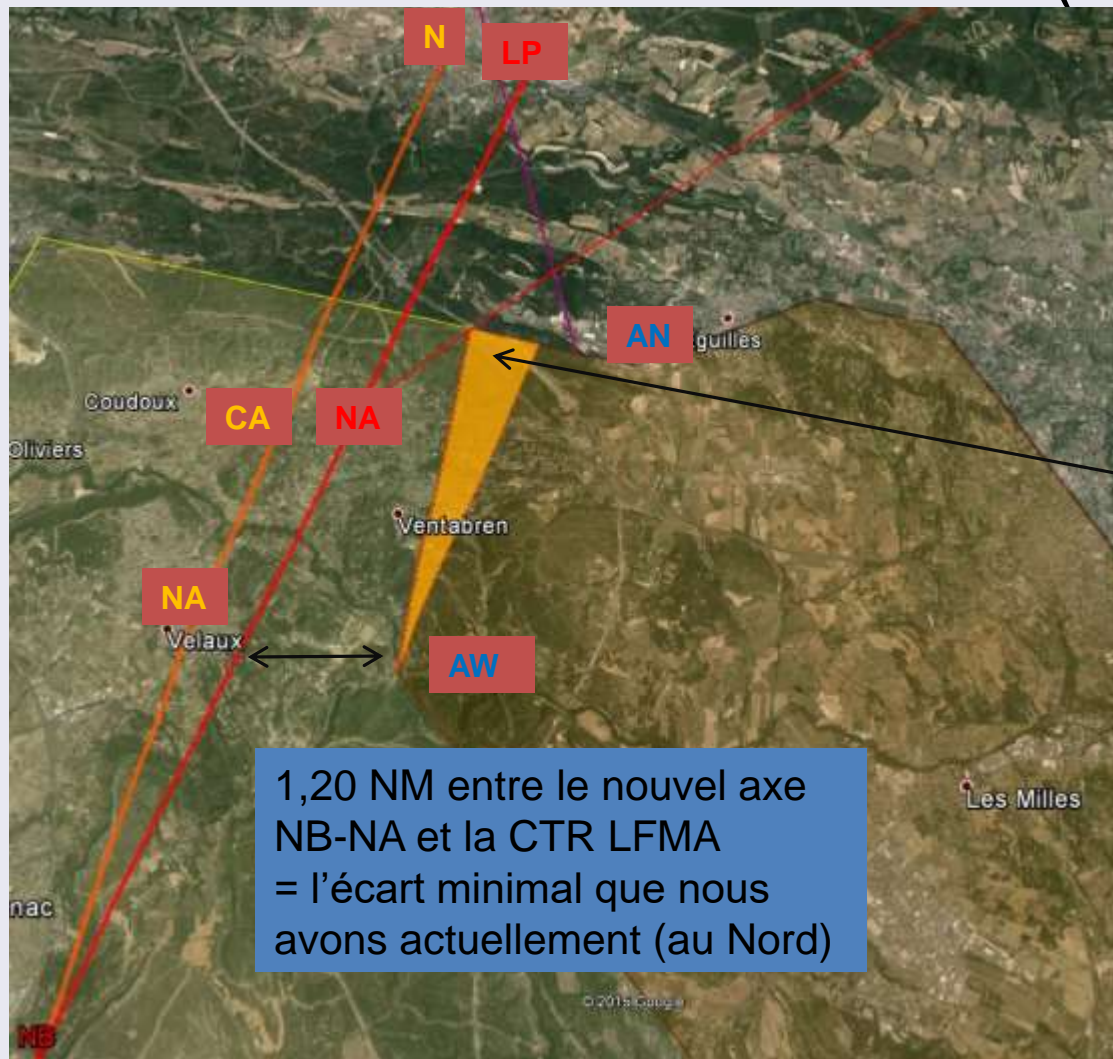 N
LP
AN
guilles
Coudoux
CA
NA
Oliviers
Ventabren
NA
Velaux
AW
1,20 NM entre le nouvel axe
NB-NA et la CTR LFMA
= l’écart minimal que nous
avons actuellement (au Nord)
Les Milles
nac
© 2015 Google
NB